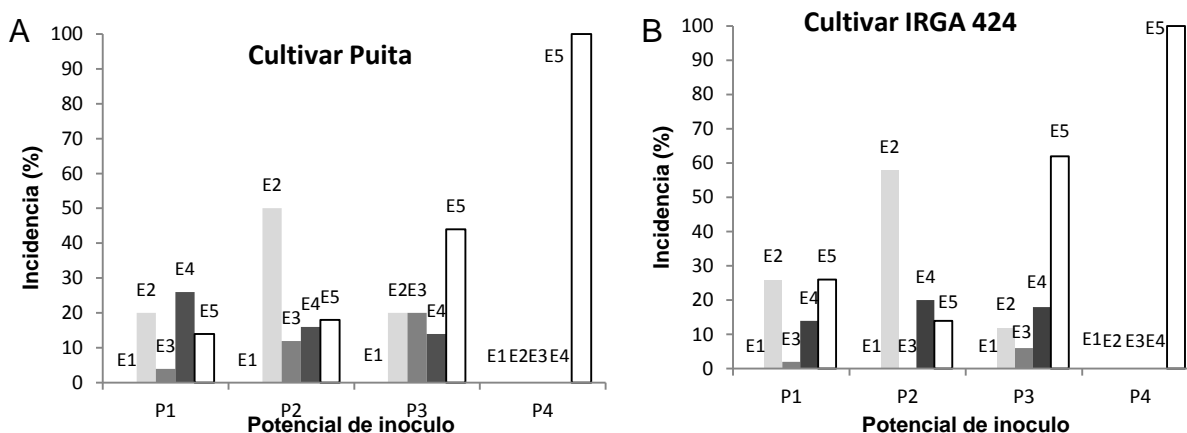 A
Cultivar Puita
Incidencia (%)
100
90
80
70
60
50
40
30
20
10
0
E1
E2
E3
E4
E5
E1
E2
E3
E4
E5
E1
E2
E3
E4
E5
E1
E2
E3
E4
E5
P1
P2
P3
P4
Potencial de inoculo
B
Cultivar IRGA 424
Incidencia (%)
100
90
80
70
60
50
40
30
20
10
0
E1
E2
E3
E4
E5
E1
E2
E3
E4
E5
E1
E2
E3
E4
E5
E1
E2
E3
E4
E5
P1
P2
P3
P4
Potencial de inoculo